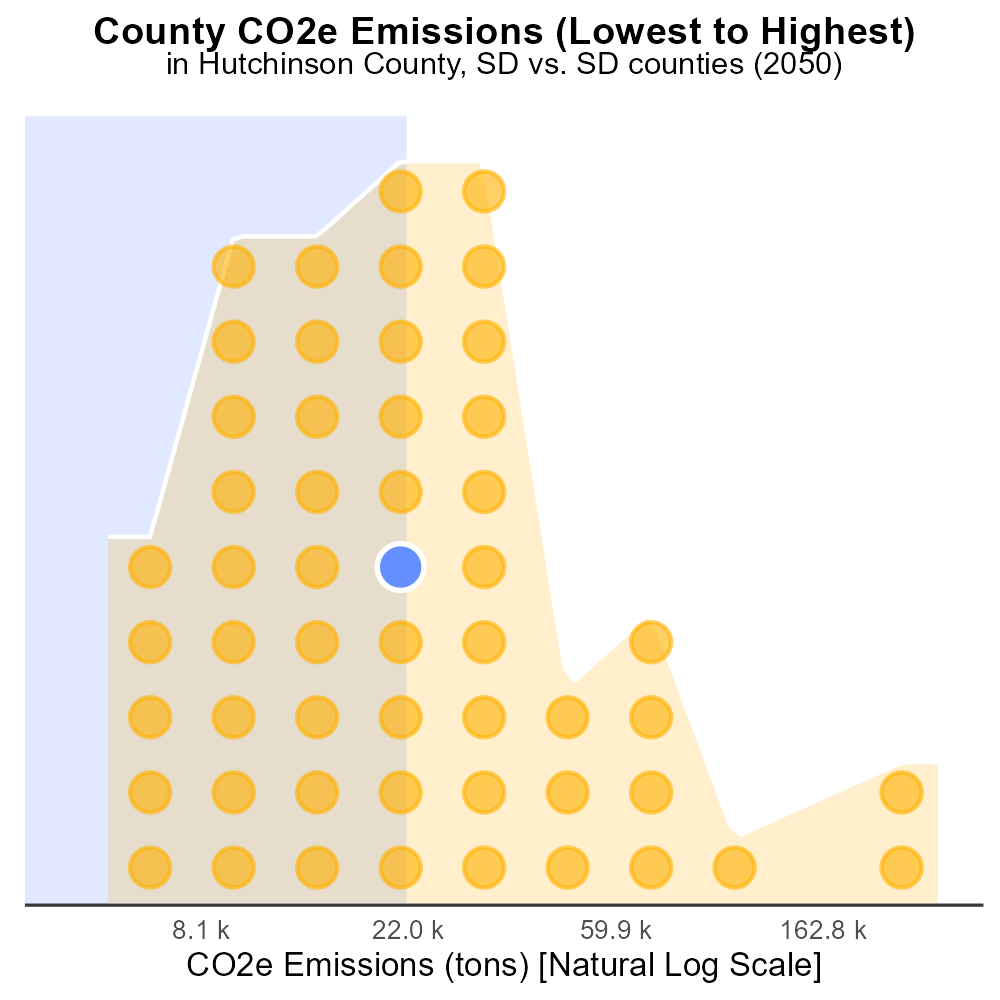 County CO2e Emissions (Lowest to Highest)
in Hutchinson County, SD vs. SD counties (2050)
8.1 k 22.0 k 59.9 k 162.8 k
CO2e Emissions (tons) [Natural Log Scale]